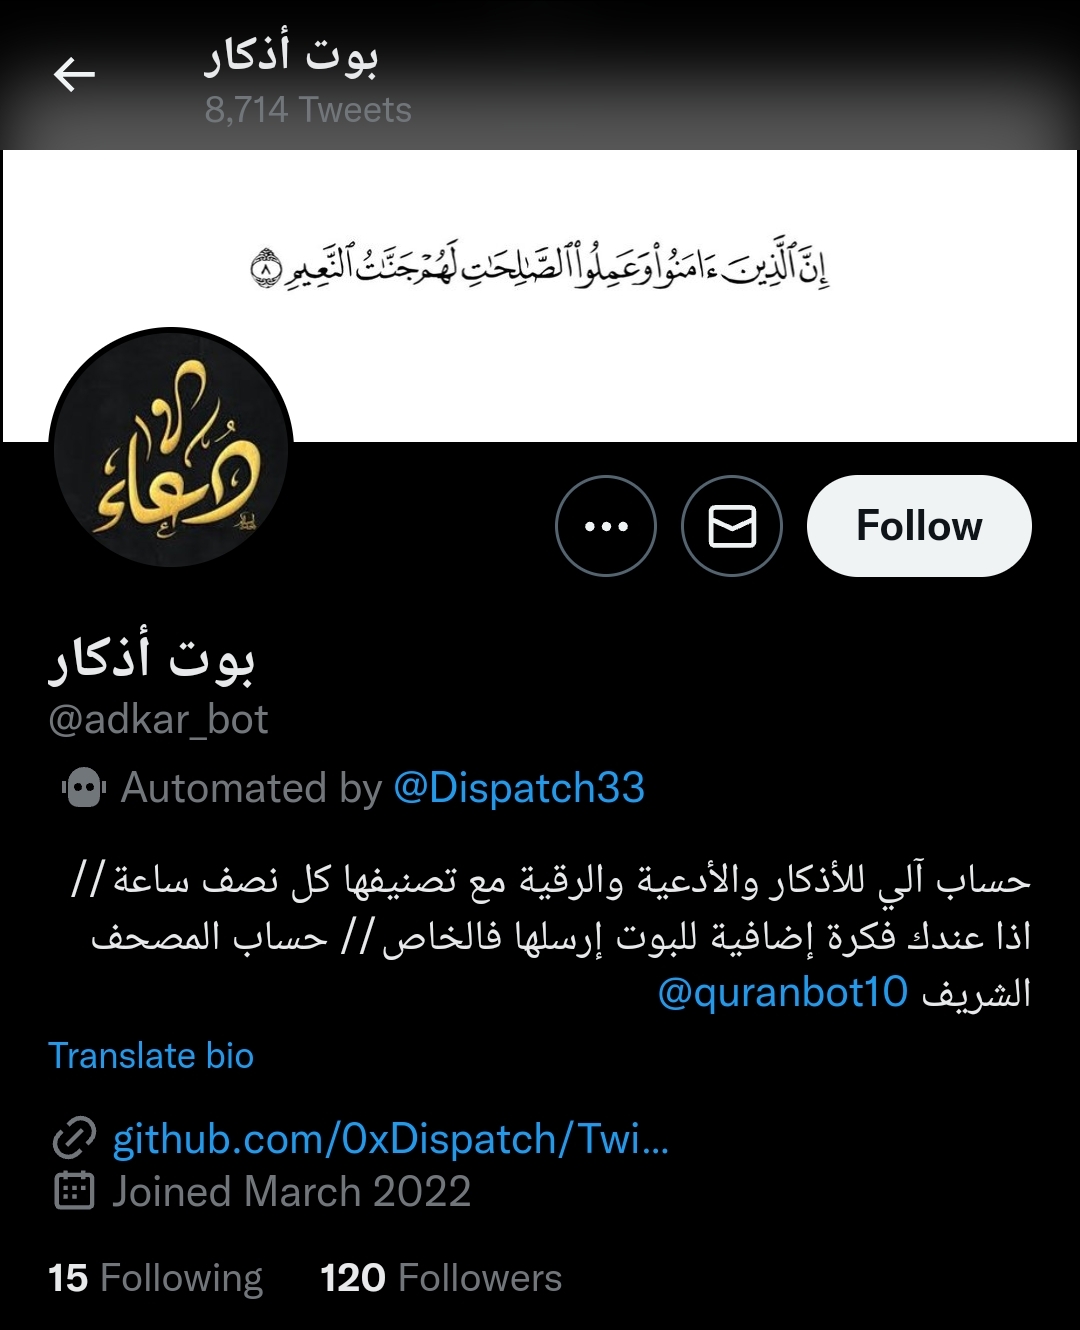 بوت أذكار
8,714 Tweets
إِنَّ ٱلَّذِينَ ءَامَنُوا۟ وَعَمِلُوا۟ ٱلصَّـٰلِحَـٰتِ لَهُمْ جَنَّـٰتُ ٱلنَّعِيمِ ٨
دُعَاء
Follow
بوت أذكار
@adkar_bot
Automated by @Dispatch33
حساب آلي للأذكار والأدعية والرقية مع تصنيفها كل نصف ساعة //
اذا عندك فكرة إضافية للبوت إرسلها فالخاص // حساب المصحف
الشريف @quranbot10
Translate bio
github.com/0xDispatch/Twi...
Joined March 2022
15 Following 120 Followers